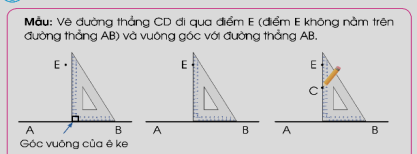 Mẫu: Vẽ đường thẳng CD đi qua điểm E (điểm E không nằm trên
đường thẳng AB) và vuông góc với đường thẳng AB.
E
E
E
C
A B
A B
A B
Góc vuông của ê ke